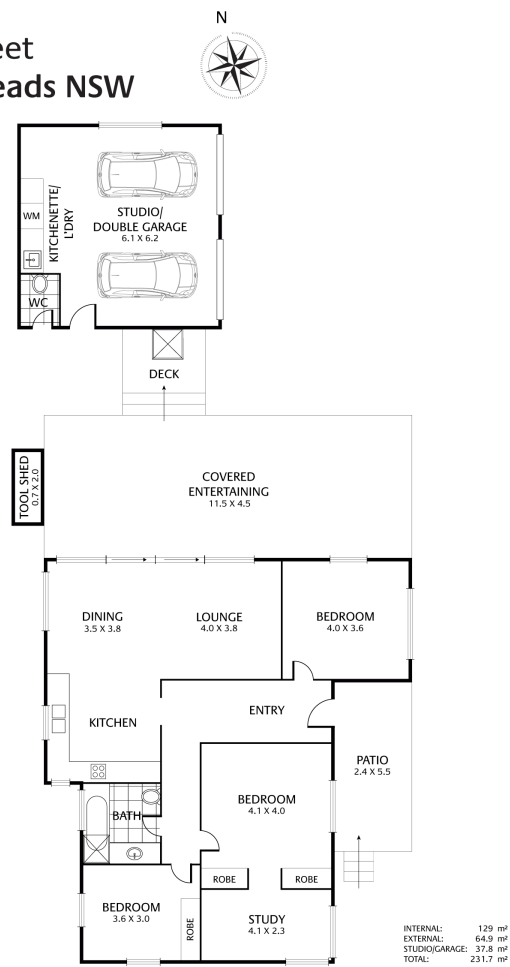 N
eet
eads NSW
STUDIO/
DOUBLE GARAGE
6.1 X 6.2
KITCHENETTE/
L'DRY
WM
WC
DECK
TOOL SHED
0.7 X 2.0
COVERED
ENTERTAINING
11.5 X 4.5
DINING
3.5 X 3.8
LOUNGE
4.0 X 3.8
BEDROOM
4.0 X 3.6
KITCHEN
ENTRY
PATIO
2.4 X 5.5
BATH
BEDROOM
4.1 X 4.0
ROBE
ROBE
BEDROOM
3.6 X 3.0
ROBE
STUDY
4.1 X 2.3
INTERNAL: 129 m²
EXTERNAL: 64.9 m²
STUDIO/GARAGE: 37.8 m²
TOTAL: 231.7 m²